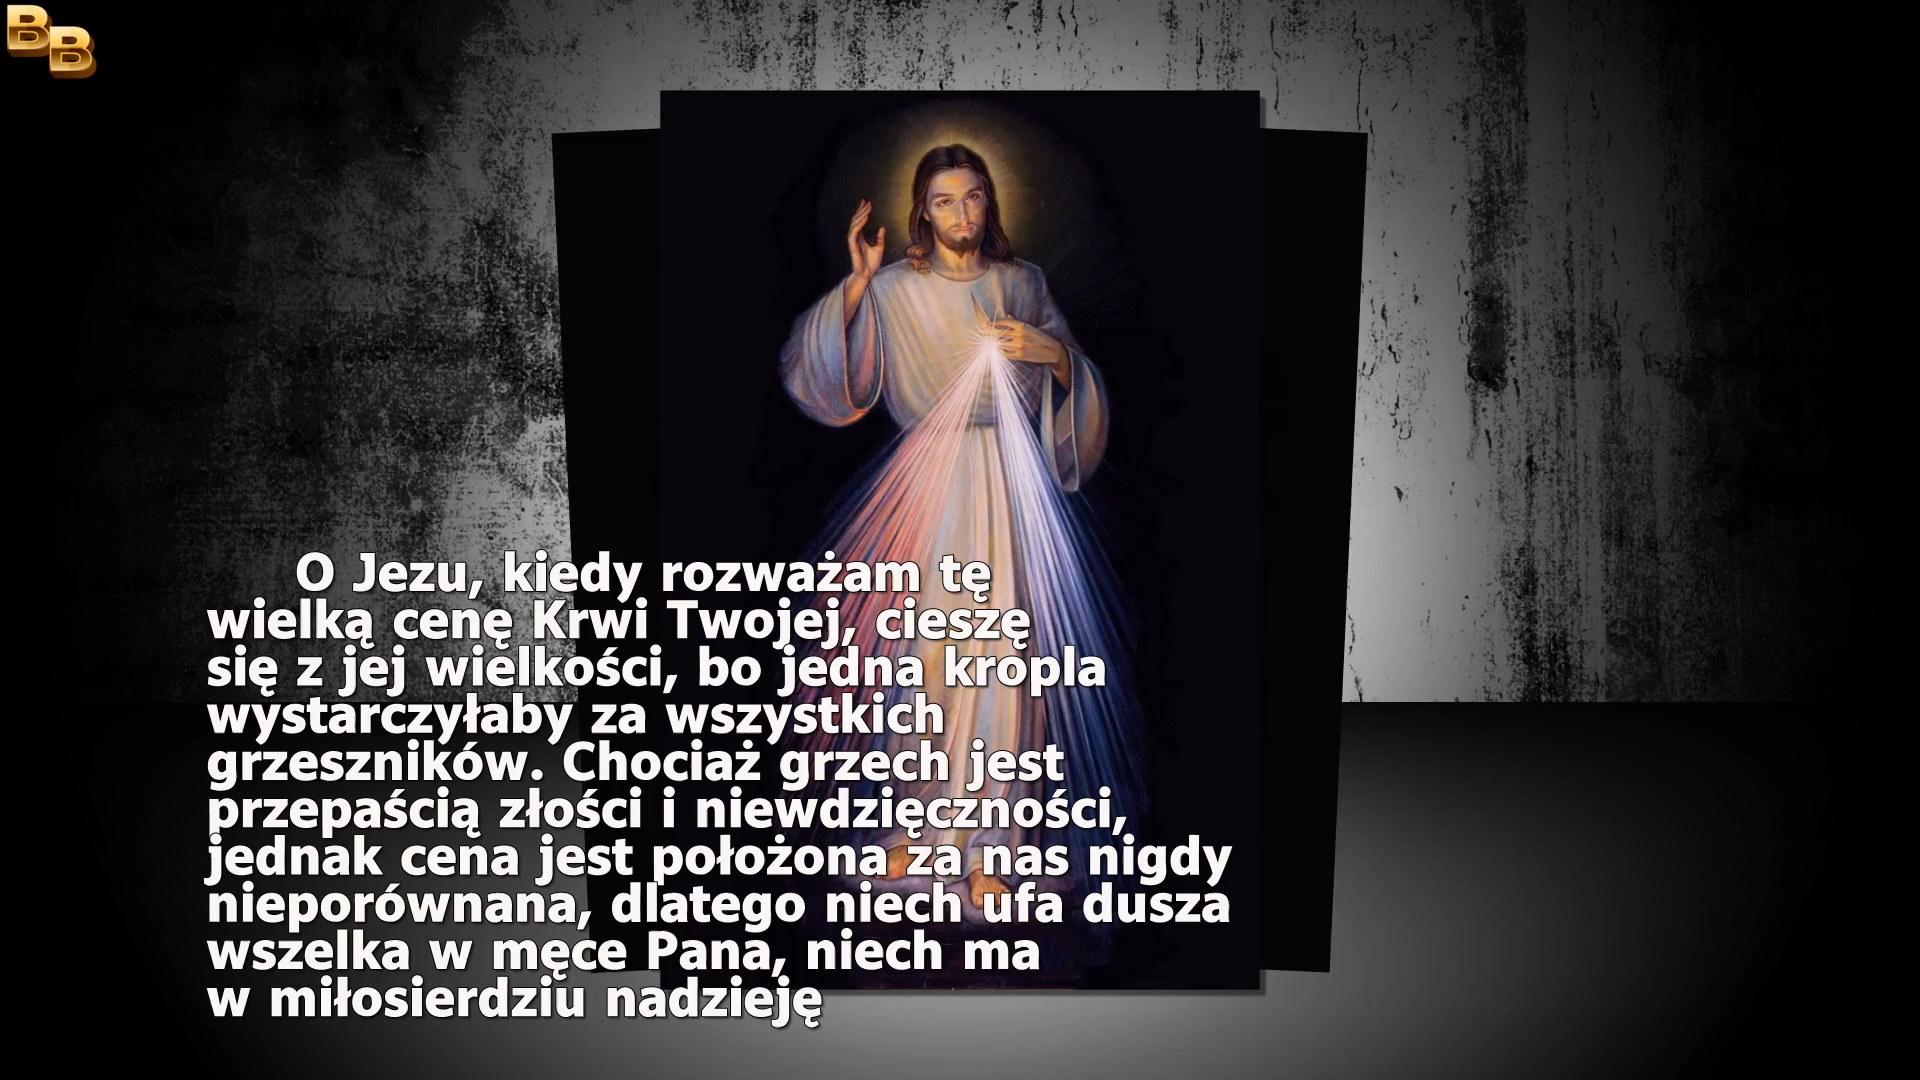 BB
O Jezu, kiedy rozważam tę
wielką cenę Krwi Twojej, cieszę
się z jej wielkości, bo jedna kropla
wystarczyłaby za wszystkich
grzeszników. Chociaż grzech jest
przepaścią złości i niewdzięczności,
jednak cena jest położona za nas nigdy
nieporównana, dlatego niech ufa dusza
wszelka w męce Pana, niech ma
w miłosierdziu nadzieję